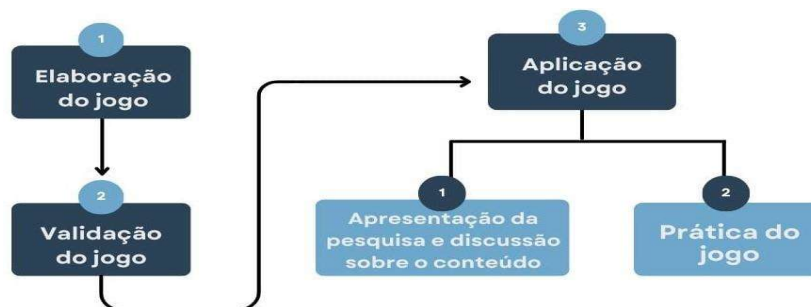 1
Elaboração
do jogo
2
Validação
do jogo
3
Aplicação
do jogo
1
Apresentação da
pesquisa e discussão
sobre o conteúdo
2
Prática do
jogo